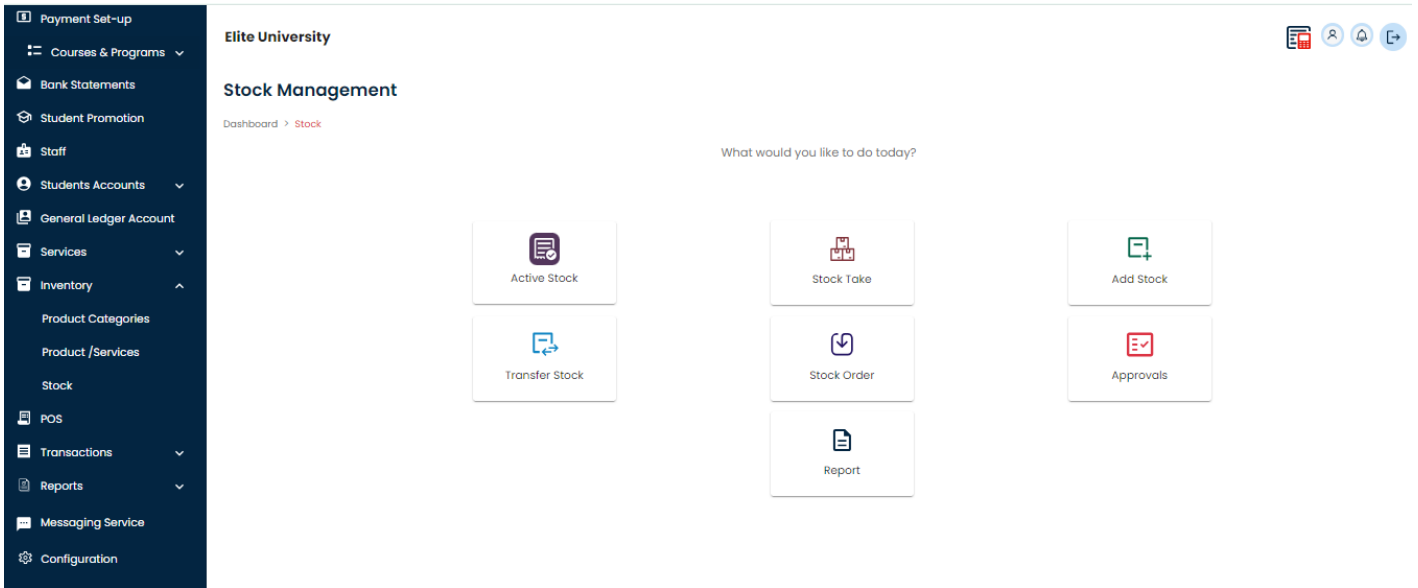 Payment Set-up
Courses & Programs
Bank Statements
Student Promotion
Staff
Students Accounts
General Ledger Account
Services
Inventory
Product Categories
Product /Services
Stock
POS
Transactions
Reports
Messaging Service
Configuration
Elite University
Stock Management
Dashboard > Stock
What would you like to do today?
Active Stock
Stock Take
Add Stock
Transfer Stock
Stock Order
Approvals
Report